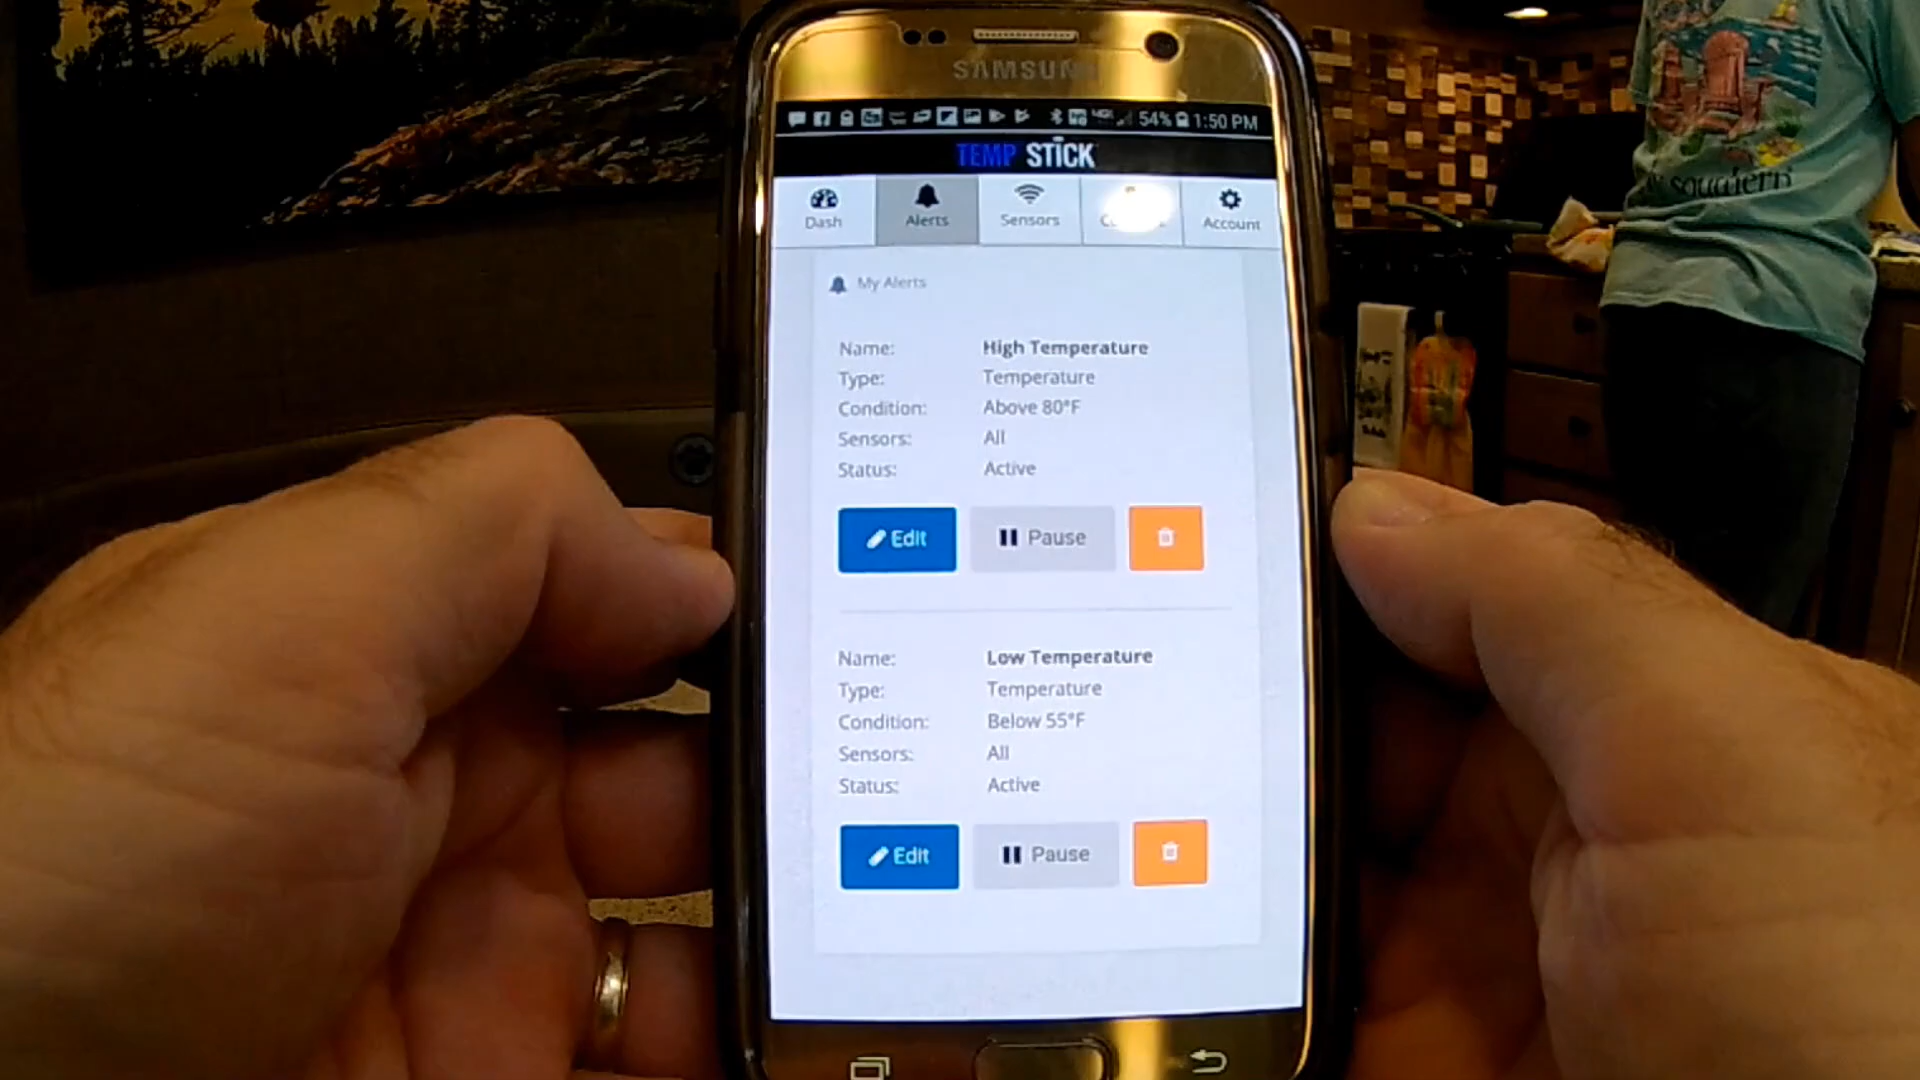 SAMSUNG
54% 1:50 PM
TEMP STICK
Dash Alerts Sensors Account
My Alerts
Name: High Temperature
Type: Temperature
Condition: Above 80°F
Sensors: All
Status: Active
Edit Pause
Name: Low Temperature
Type: Temperature
Condition: Below 55°F
Sensors: All
Status: Active
Edit Pause
southern